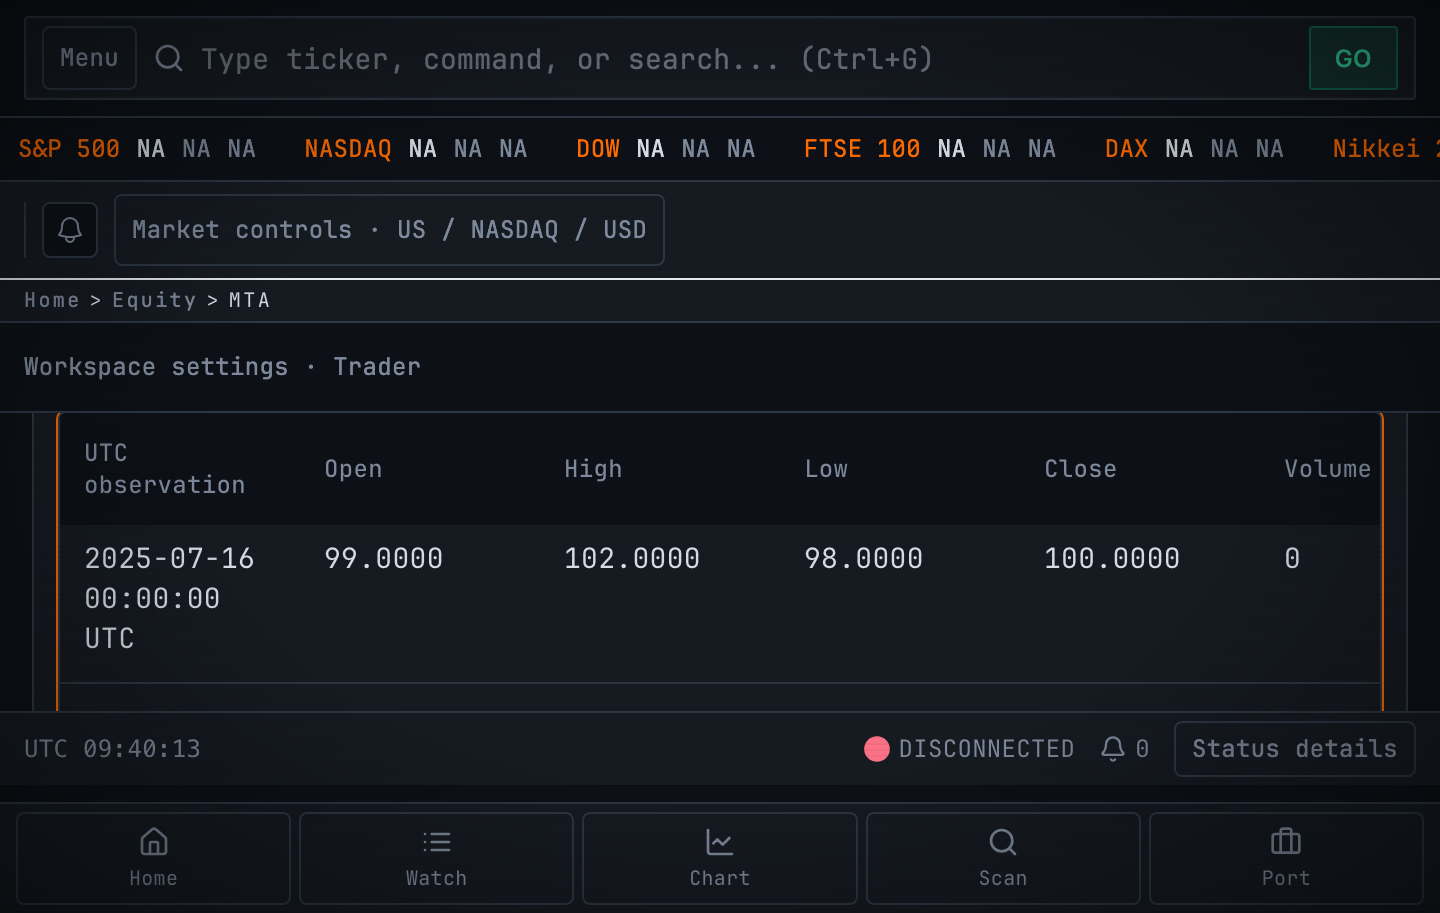 Menu Type ticker, command, or search... (Ctrl+G) GO
S&P 500 NA NA NA NASDAQ NA NA NA DOW NA NA NA FTSE 100 NA NA NA DAX NA NA NA Nikkei 2
Market controls · US / NASDAQ / USD
Home > Equity > MTA
Workspace settings · Trader
UTC observation Open High Low Close Volume
2025-07-16 00:00:00 UTC 99.0000 102.0000 98.0000 100.0000 0
UTC 09:40:13 DISCONNECTED 0 Status details
Home Watch Chart Scan Port